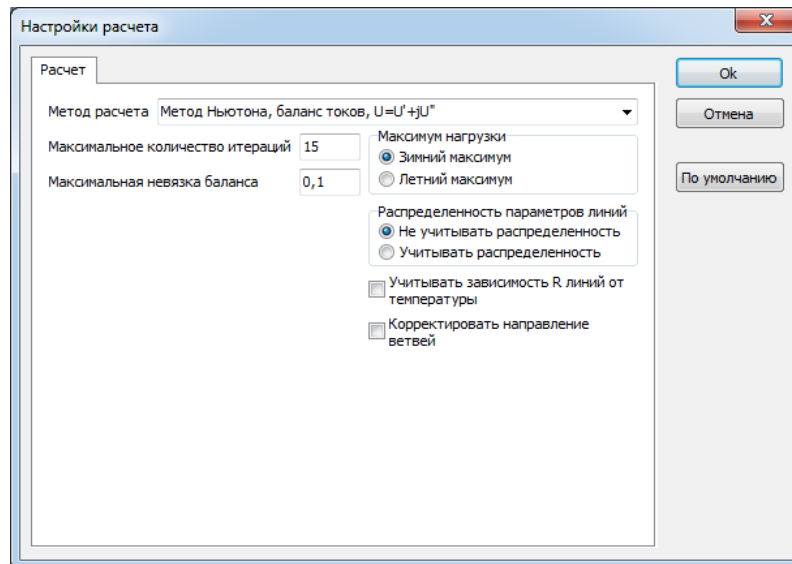 Настройки расчета
Расчет
Ok
Метод расчета Метод Ньютона, баланс токов, U=U'+jU"
Отмена
Максимальное количество итераций 15
Максимум нагрузки
Зимний максимум
Максимальная невязка баланса 0,1
Летний максимум
По умолчанию
Распределенность параметров линий
Не учитывать распределенность
Учитывать распределенность
Учитывать зависимость R линий от
температуры
Корректировать направление
ветвей